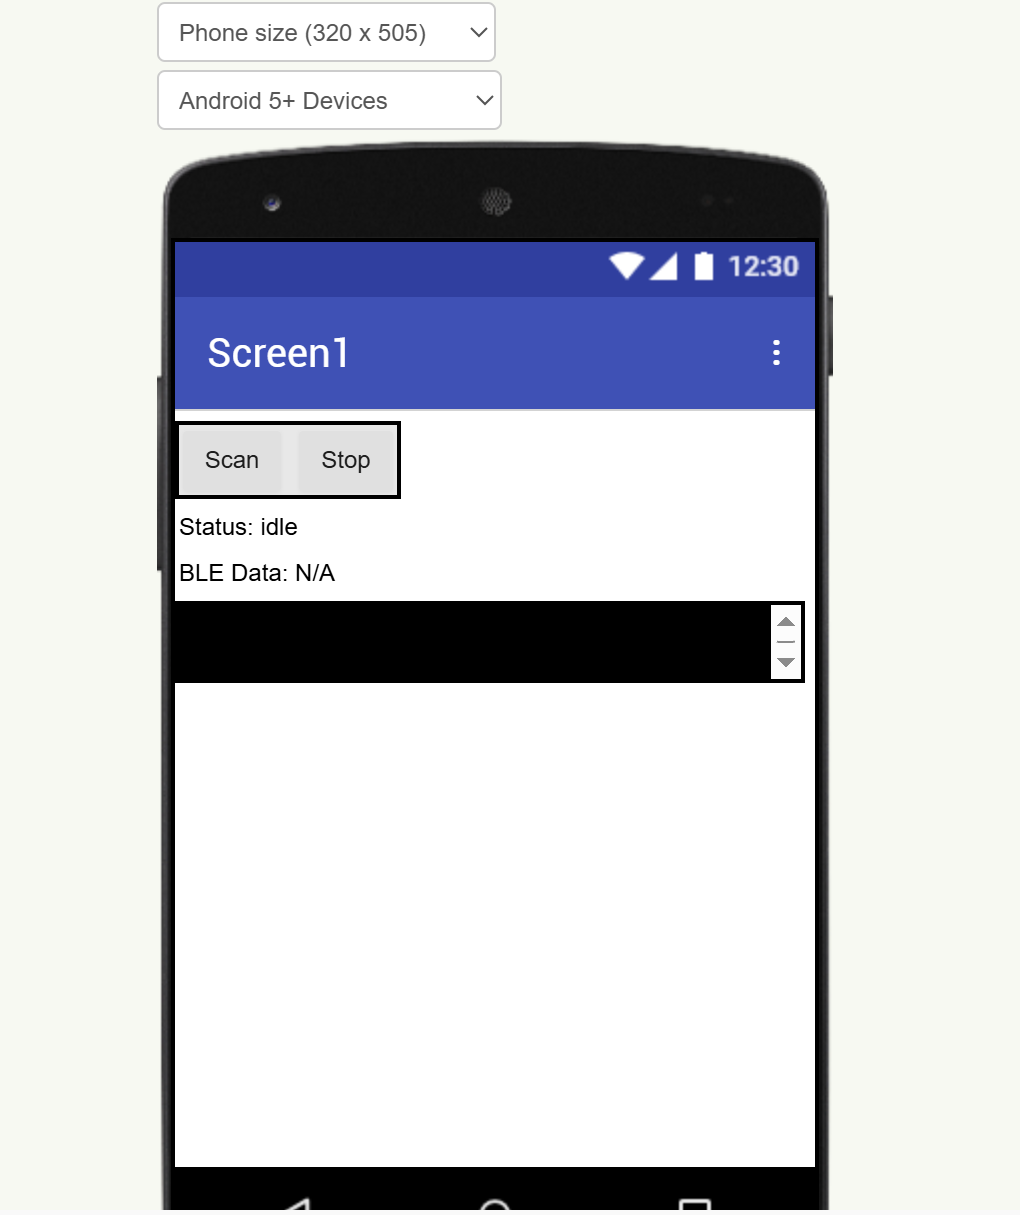 Phone size (320 x 505)
Android 5+ Devices
12:30
Screen1
Scan Stop
Status: idle
BLE Data: N/A